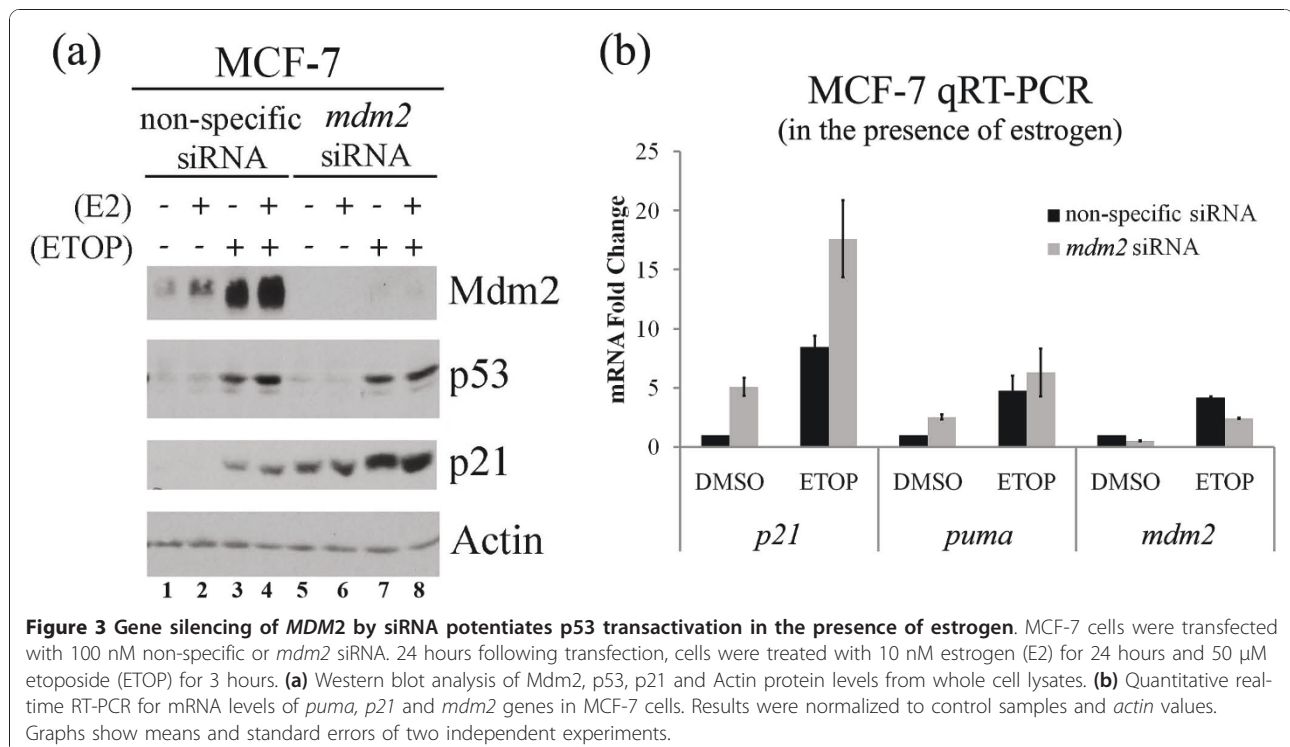 (a)
MCF-7
non-specific siRNA
mdm2 siRNA
(E2) - + - + - + - +
(ETOP) - - + + - - + +
Mdm2
p53
p21
Actin
1 2 3 4 5 6 7 8
(b)
MCF-7 qRT-PCR
(in the presence of estrogen)
mRNA Fold Change
25
20
15
10
5
0
non-specific siRNA
mdm2 siRNA
DMSO ETOP DMSO ETOP DMSO ETOP
p21 puma mdm2
Figure 3 Gene silencing of MDM2 by siRNA potentiates p53 transactivation in the presence of estrogen. MCF-7 cells were transfected
with 100 nM non-specific or mdm2 siRNA. 24 hours following transfection, cells were treated with 10 nM estrogen (E2) for 24 hours and 50 μM
etoposide (ETOP) for 3 hours. (a) Western blot analysis of Mdm2, p53, p21 and Actin protein levels from whole cell lysates. (b) Quantitative real-
time RT-PCR for mRNA levels of puma, p21 and mdm2 genes in MCF-7 cells. Results were normalized to control samples and actin values.
Graphs show means and standard errors of two independent experiments.